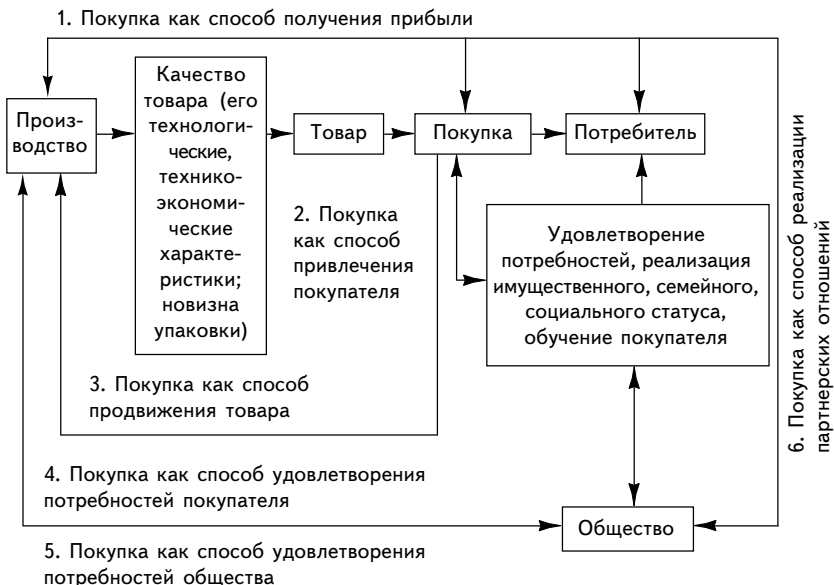 1. Покупка как способ получения прибыли
Произ-
водство
Качество
товара (его
технологи-
ческие,
технико-
экономи-
ческие
характе-
ристики;
новизна
упаковки)
Товар
Покупка
Потребитель
2. Покупка
как способ
привлечения
покупателя
Удовлетворение
потребностей, реализация
имущественного, семейного,
социального статуса,
обучение покупателя
3. Покупка как способ
продвижения товара
4. Покупка как способ удовлетворения
потребностей покупателя
Общество
5. Покупка как способ удовлетворения
потребностей общества
6. Покупка как способ реализации
партнерских отношений